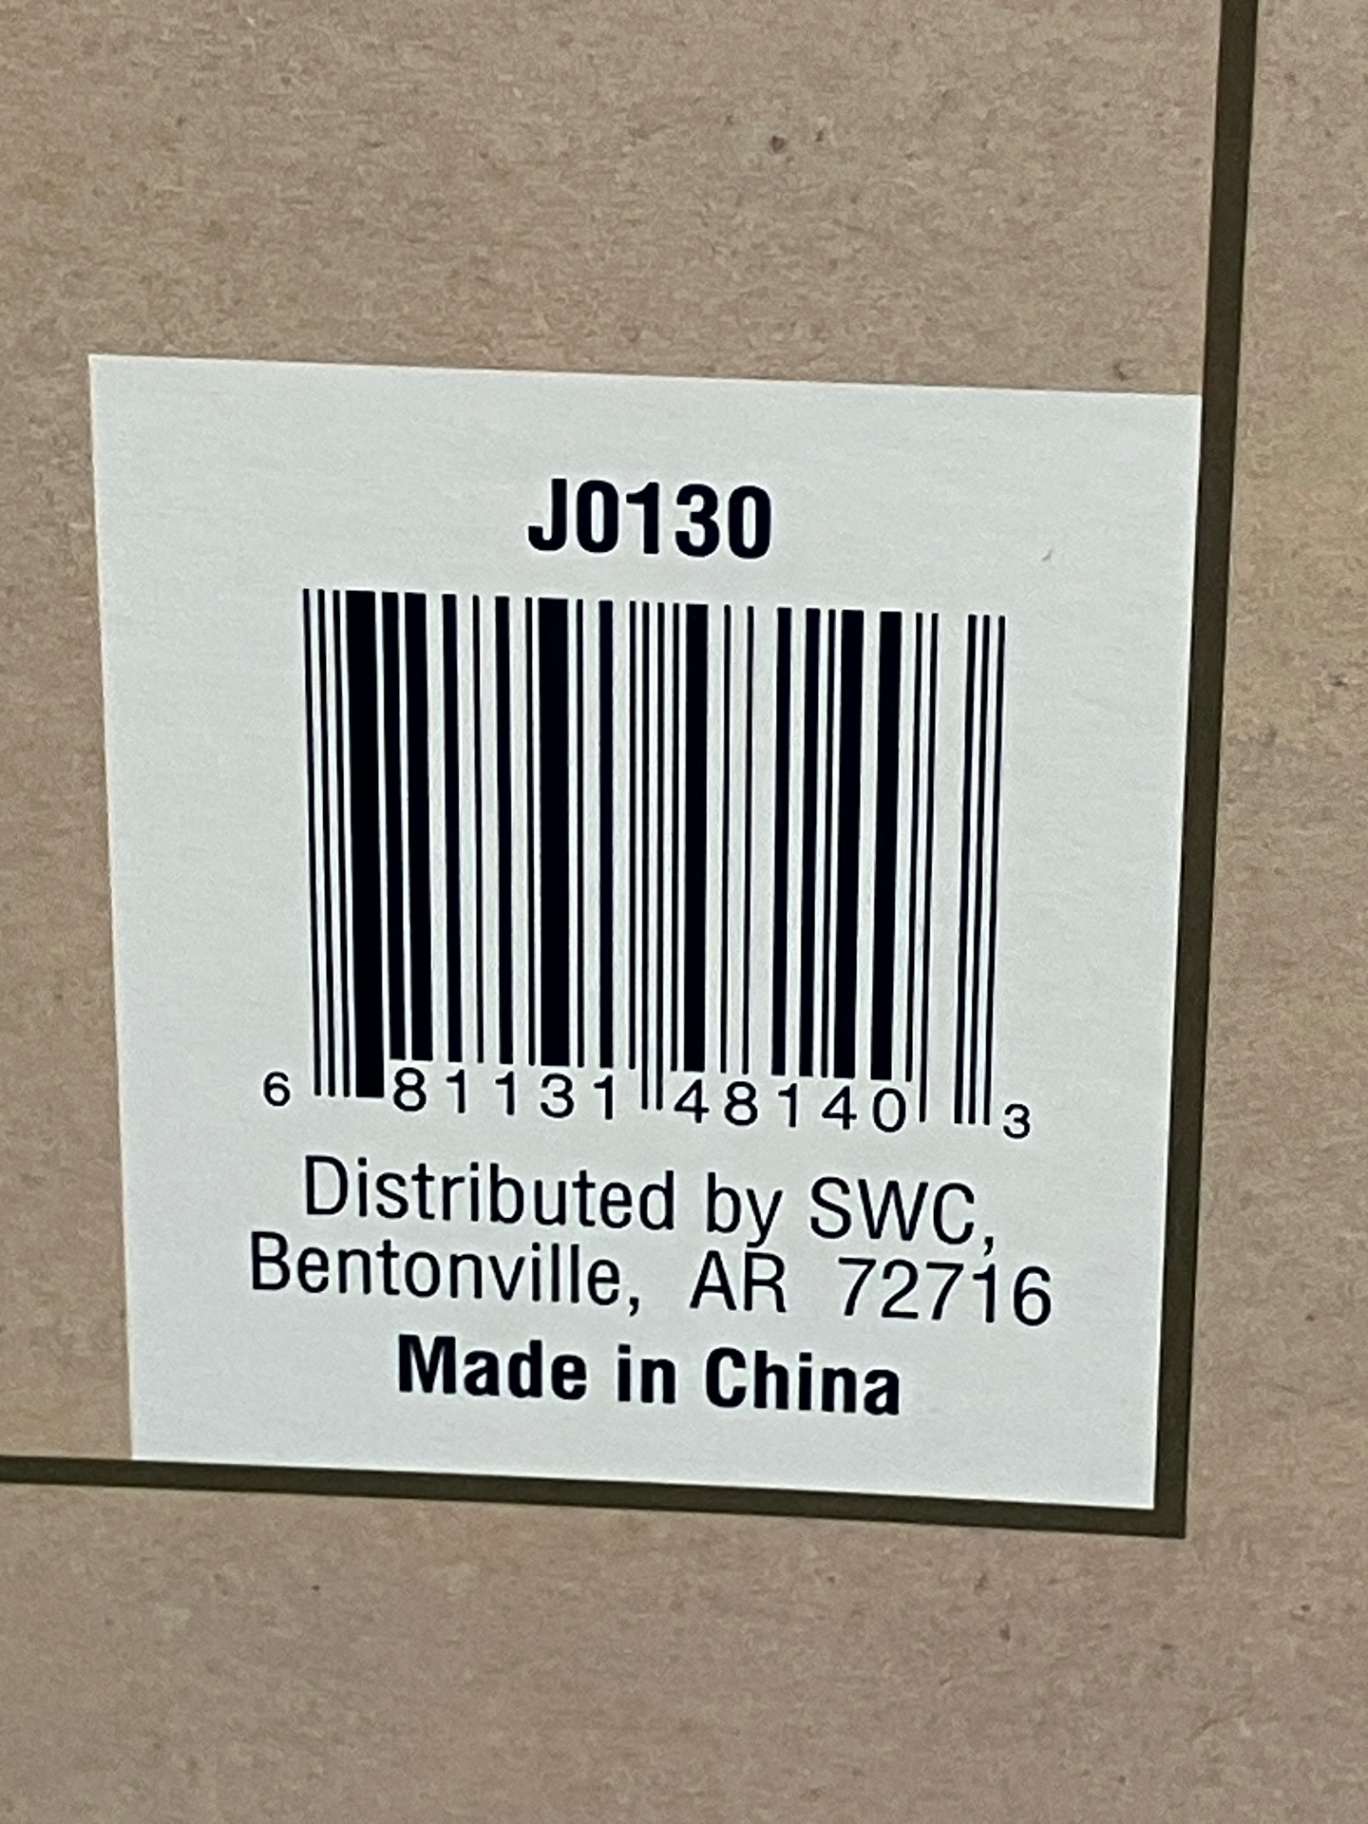 J0130
6 81131 48140 3
Distributed by SWC,
Bentonville, AR 72716
Made in China